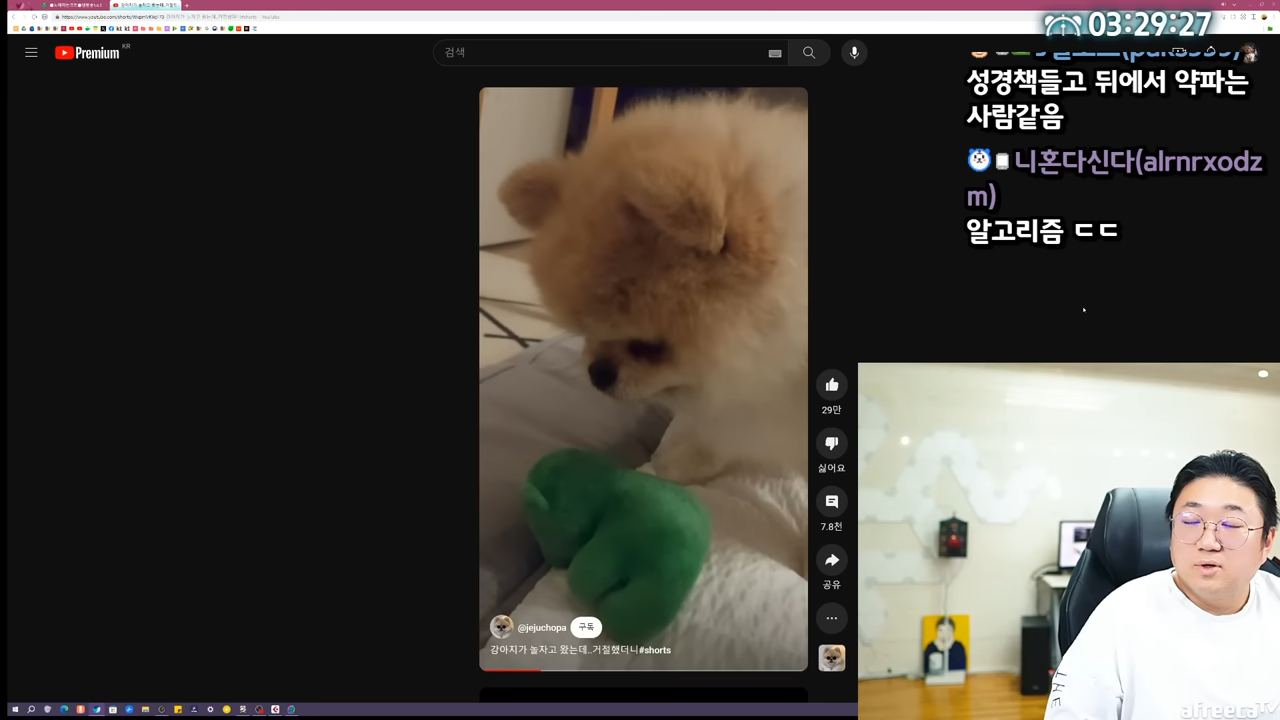 03:29:27
Premium KR
검색
성경책들고 뒤에서 약파는
사람같음
니혼다신다(alrnrxodz
m)
알고리즘 ㄷㄷ
29만
싫어요
7.8천
공유
@jejuchopa 구독
강아지가 놀자고 왔는데..거절했더니#shorts
afreecaTV